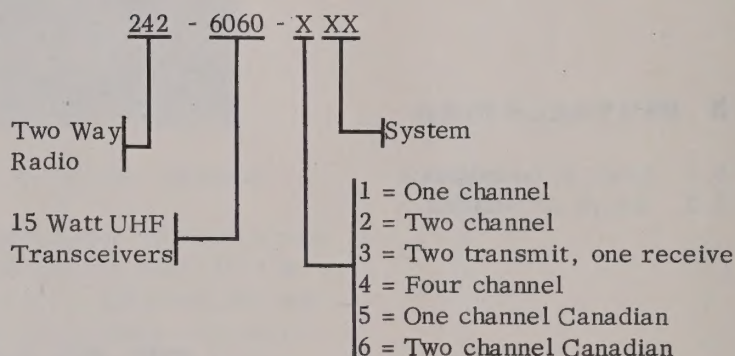 242 - 6060 - X XX
Two Way
Radio
System
15 Watt UHF
Transceivers
1 = One channel
2 = Two channel
3 = Two transmit, one receive
4 = Four channel
5 = One channel Canadian
6 = Two channel Canadian